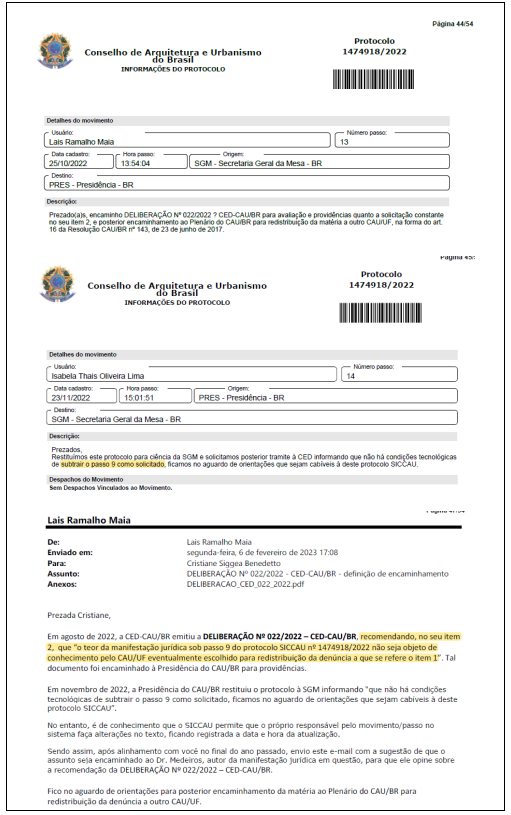 Página 44/54
Conselho de Arquitetura e Urbanismo
do Brasil
INFORMAÇÕES DO PROTOCOLO
Protocolo
1474918/2022
Detalhes do movimento
Usuário:
Lais Ramalho Maia
Número passo:
13
Data cadastro:
25/10/2022
Hora passo:
13:54:04
Origem:
SGM - Secretaria Geral da Mesa - BR
Destino:
PRES - Presidência - BR
Descrição:
Prezado(a)s, encaminho DELIBERAÇÃO Nº 022/2022 ? CED-CAU/BR para avaliação e providências quanto a solicitação constante
no seu item 2, e posterior encaminhamento ao Plenário do CAU/BR para redistribuição da matéria a outro CAU/UF, na forma do art.
16 da Resolução CAU/BR nº 143, de 23 de junho de 2017.
Conselho de Arquitetura e Urbanismo
do Brasil
INFORMAÇÕES DO PROTOCOLO
Protocolo
1474918/2022
Detalhes do movimento
Usuário:
Isabela Thais Oliveira Lima
Número passo:
14
Data cadastro:
23/11/2022
Hora passo:
15:01:51
Origem:
PRES - Presidência - BR
Destino:
SGM - Secretaria Geral da Mesa - BR
Descrição:
Prezados,
Restituímos este protocolo para ciência da SGM e solicitamos posterior tramite à CED informando que não há condições tecnológicas
de subtrair o passo 9 como solicitado, ficamos no aguardo de orientações que sejam cabíveis à deste protocolo SICCAU.
Despachos do Movimento
Sem Despachos Vinculados ao Movimento.
Lais Ramalho Maia
De: Lais Ramalho Maia
Enviado em: segunda-feira, 6 de fevereiro de 2023 17:08
Para: Cristiane Siggea Benedetto
Assunto: DELIBERAÇÃO Nº 022/2022 - CED-CAU/BR - definição de encaminhamento
Anexos: DELIBERACAO_CED_022_2022.pdf
Prezada Cristiane,
Em agosto de 2022, a CED-CAU/BR emitiu a DELIBERAÇÃO Nº 022/2022 – CED-CAU/BR, recomendando, no seu item
2, que "o teor da manifestação jurídica sob passo 9 do protocolo SICCAU nº 1474918/2022 não seja objeto de
conhecimento pelo CAU/UF eventualmente escolhido para redistribuição da denúncia a que se refere o item 1". Tal
documento foi encaminhado à Presidência do CAU/BR para providências.
Em novembro de 2022, a Presidência do CAU/BR restituiu o protocolo à SGM informando "que não há condições
tecnológicas de subtrair o passo 9 como solicitado, ficamos no aguardo de orientações que sejam cabíveis à deste
protocolo SICCAU".
No entanto, é de conhecimento que o SICCAU permite que o próprio responsável pelo movimento/passo no
sistema faça alterações no texto, ficando registrada a data e hora da atualização.
Sendo assim, após alinhamento com você no final do ano passado, envio este e-mail com a sugestão de que o
assunto seja encaminhado ao Dr. Medeiros, autor da manifestação jurídica em questão, para que ele opine sobre
a recomendação da DELIBERAÇÃO Nº 022/2022 – CED-CAU/BR.
Fico no aguardo de orientações para posterior encaminhamento da matéria ao Plenário do CAU/BR para
redistribuição da denúncia a outro CAU/UF.